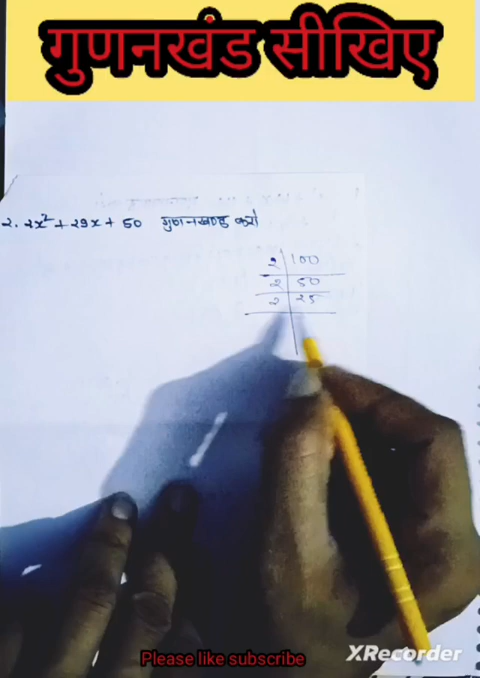 गुणनखंड सीखिए
2. 2x² + 29x + 50 गुणनखण्ड करो
2 | 100
2 | 50
2 | 25
Please like subscribe
XRecorder